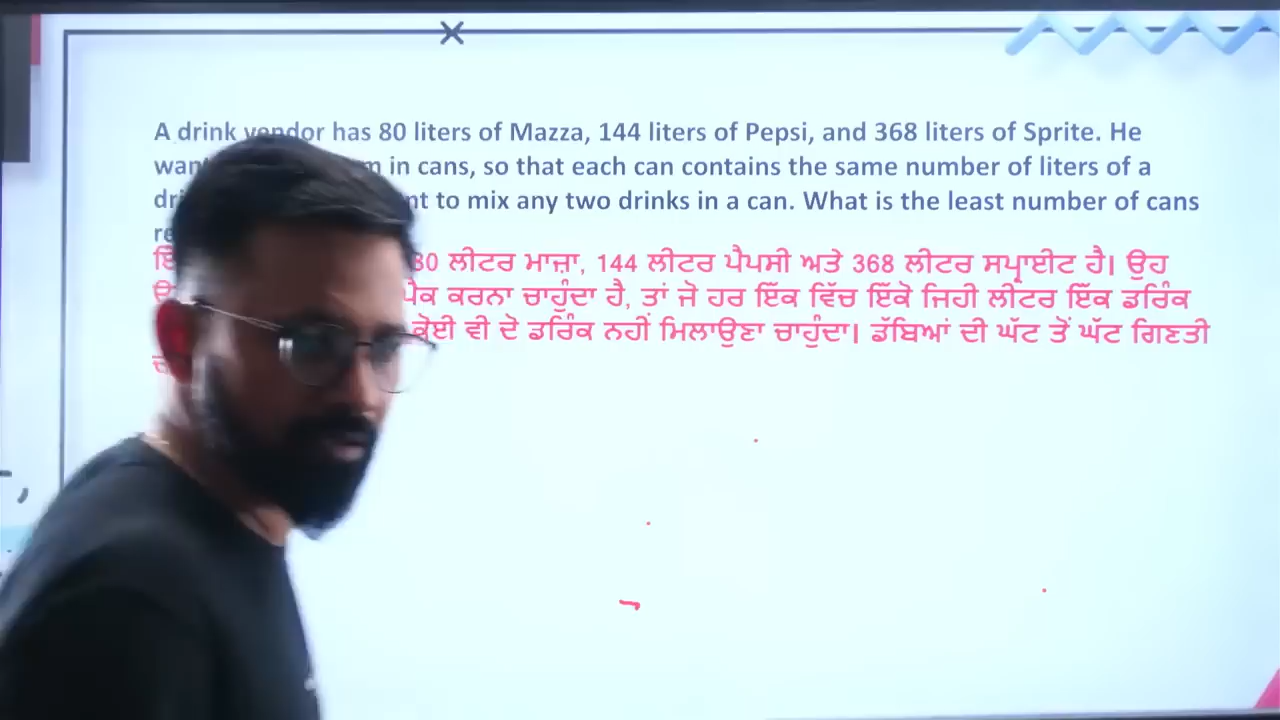 A drink vendor has 80 liters of Mazza, 144 liters of Pepsi, and 368 liters of Sprite. He
in cans, so that each can contains the same number of liters of a
to mix any two drinks in a can. What is the least number of cans
ਲੀਟਰ ਮਾਜ਼ਾ, 144 ਲੀਟਰ ਪੈਪਸੀ ਅਤੇ 368 ਲੀਟਰ ਸਪ੍ਰਾਈਟ ਹੈ। ਉਹ
ਪੈਕ ਕਰਨਾ ਚਾਹੁੰਦਾ ਹੈ, ਤਾਂ ਜੋ ਹਰ ਇੱਕ ਵਿੱਚ ਇੱਕੋ ਜਿਹੀ ਲੀਟਰ ਇੱਕ ਡਰਿੰਕ
ਕੋਈ ਵੀ ਦੋ ਡਰਿੰਕ ਨਹੀਂ ਮਿਲਾਉਣਾ ਚਾਹੁੰਦਾ। ਡੱਬਿਆਂ ਦੀ ਘੱਟ ਤੋਂ ਘੱਟ ਗਿਣਤੀ